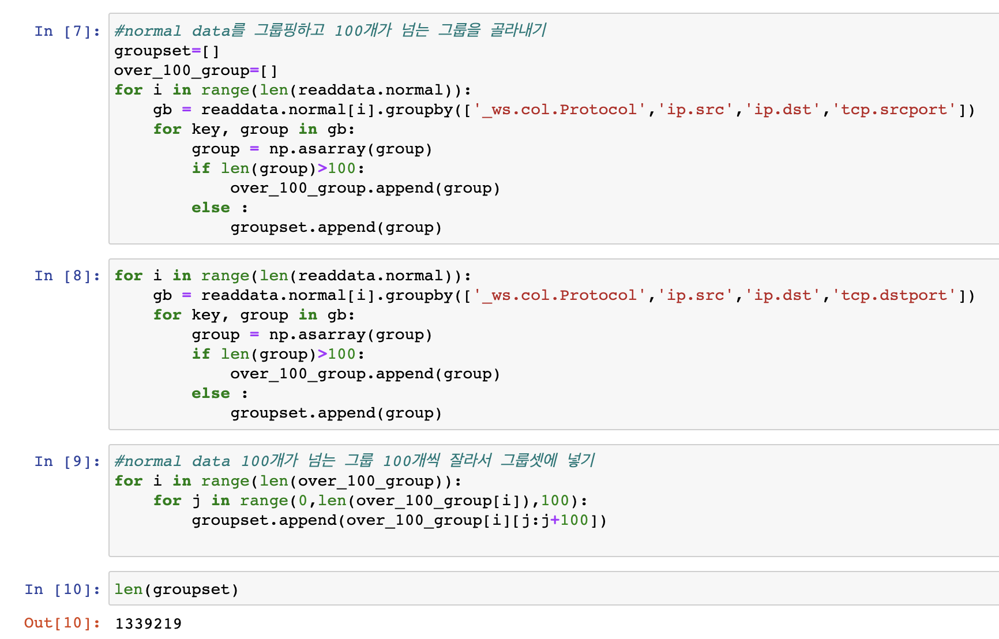 In [7]:
#normal data를 그룹핑하고 100개가 넘는 그룹을 골라내기
groupset=[]
over_100_group=[]
for i in range(len(readdata.normal)):
    gb = readdata.normal[i].groupby(['_ws.col.Protocol','ip.src','ip.dst','tcp.srcport'])
    for key, group in gb:
        group = np.asarray(group)
        if len(group)>100:
            over_100_group.append(group)
        else :
            groupset.append(group)
In [8]:
for i in range(len(readdata.normal)):
    gb = readdata.normal[i].groupby(['_ws.col.Protocol','ip.src','ip.dst','tcp.dstport'])
    for key, group in gb:
        group = np.asarray(group)
        if len(group)>100:
            over_100_group.append(group)
        else :
            groupset.append(group)
In [9]:
#normal data 100개가 넘는 그룹 100개씩 잘라서 그룹셋에 넣기
for i in range(len(over_100_group)):
    for j in range(0,len(over_100_group[i]),100):
        groupset.append(over_100_group[i][j:j+100])
In [10]:
len(groupset)
Out[10]:
1339219